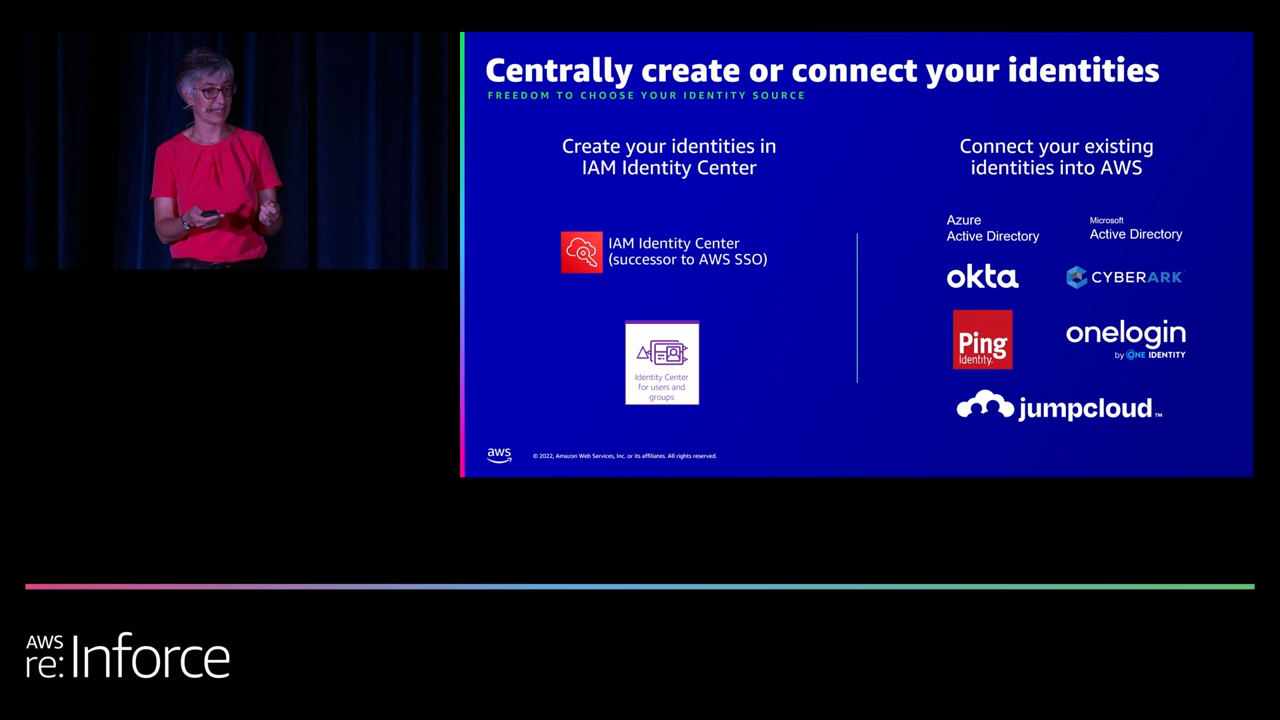 Centrally create or connect your identities
FREEDOM TO CHOOSE YOUR IDENTITY SOURCE
Create your identities in
IAM Identity Center
IAM Identity Center
(successor to AWS SSO)
Identity Center
for users and
groups
Connect your existing
identities into AWS
Azure
Active Directory
Microsoft
Active Directory
okta
CYBERARK
Ping
Identity.
onelogin
by ONE IDENTITY
jumpcloud™
aws
© 2022, Amazon Web Services, Inc. or its affiliates. All rights reserved.
AWS
re:Inforce